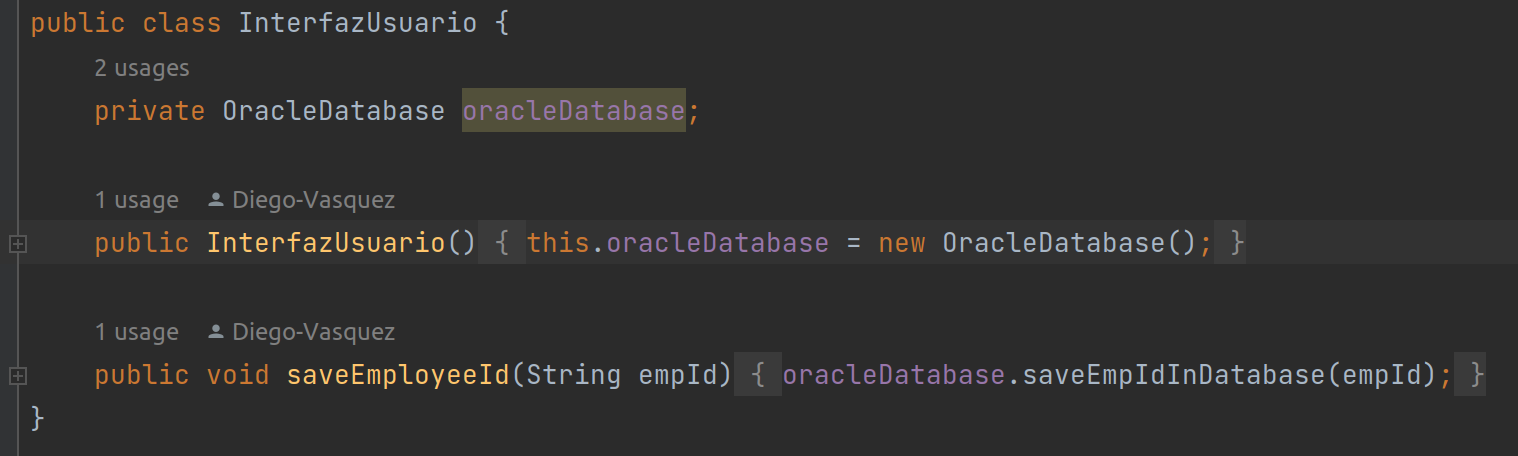 public class InterfazUsuario {
2 usages
private OracleDatabase oracleDatabase;
1 usage Diego-Vasquez
public InterfazUsuario() { this.oracleDatabase = new OracleDatabase(); }
1 usage Diego-Vasquez
public void saveEmployeeId(String empId) { oracleDatabase.saveEmpIdInDatabase(empId); }
}